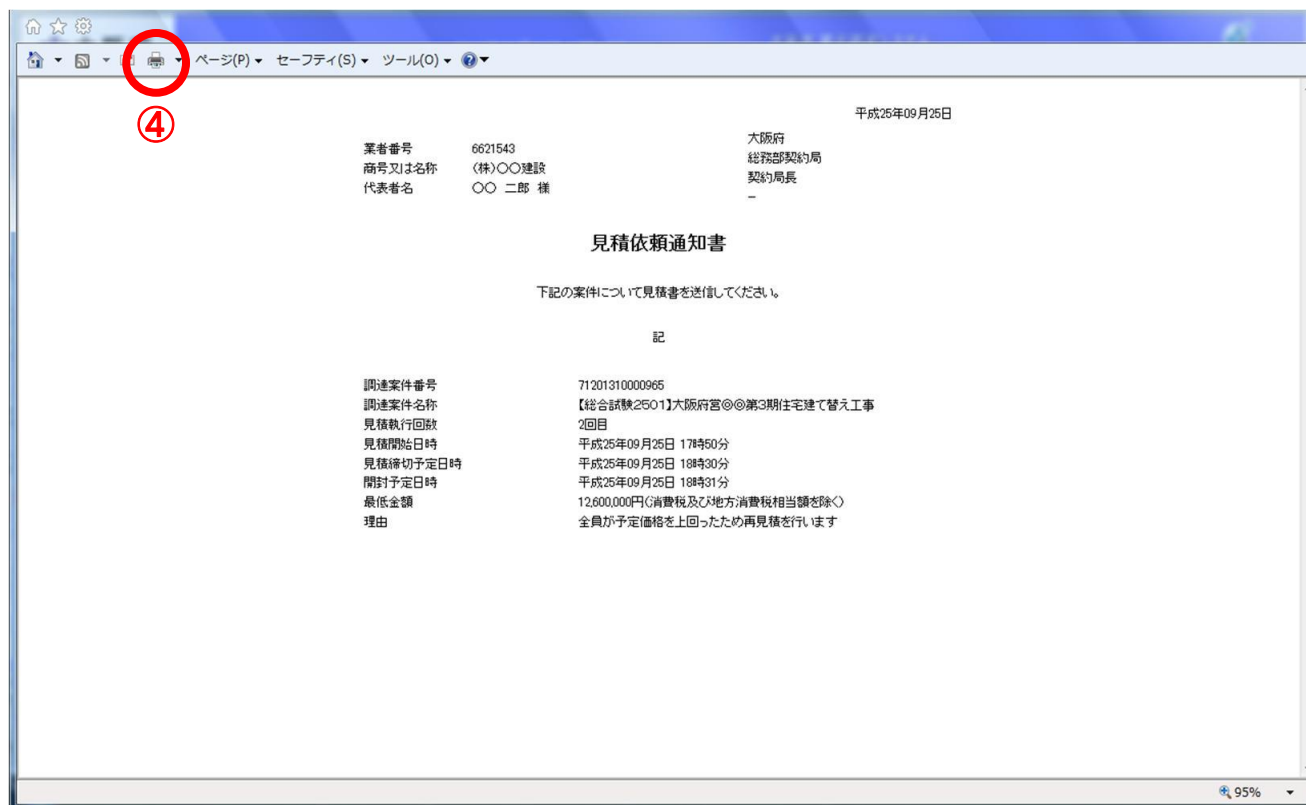 ページ(P) セーフティ(S) ツール(O)
④
平成25年09月25日
大阪府
総務部契約局
契約局長
－
業者番号 6621543
商号又は名称 (株)〇〇建設
代表者名 〇〇 二郎 様
見積依頼通知書
下記の案件について見積書を送信してください。
記
調達案件番号 71201310000965
調達案件名称 【総合試験2501】大阪府営◎◎第3期住宅建て替え工事
見積執行回数 2回目
見積開始日時 平成25年09月25日 17時50分
見積締切予定日時 平成25年09月25日 18時30分
開封予定日時 平成25年09月25日 18時31分
最低金額 12,600,000円(消費税及び地方消費税相当額を除く)
理由 全員が予定価格を上回ったため再見積を行います
95%